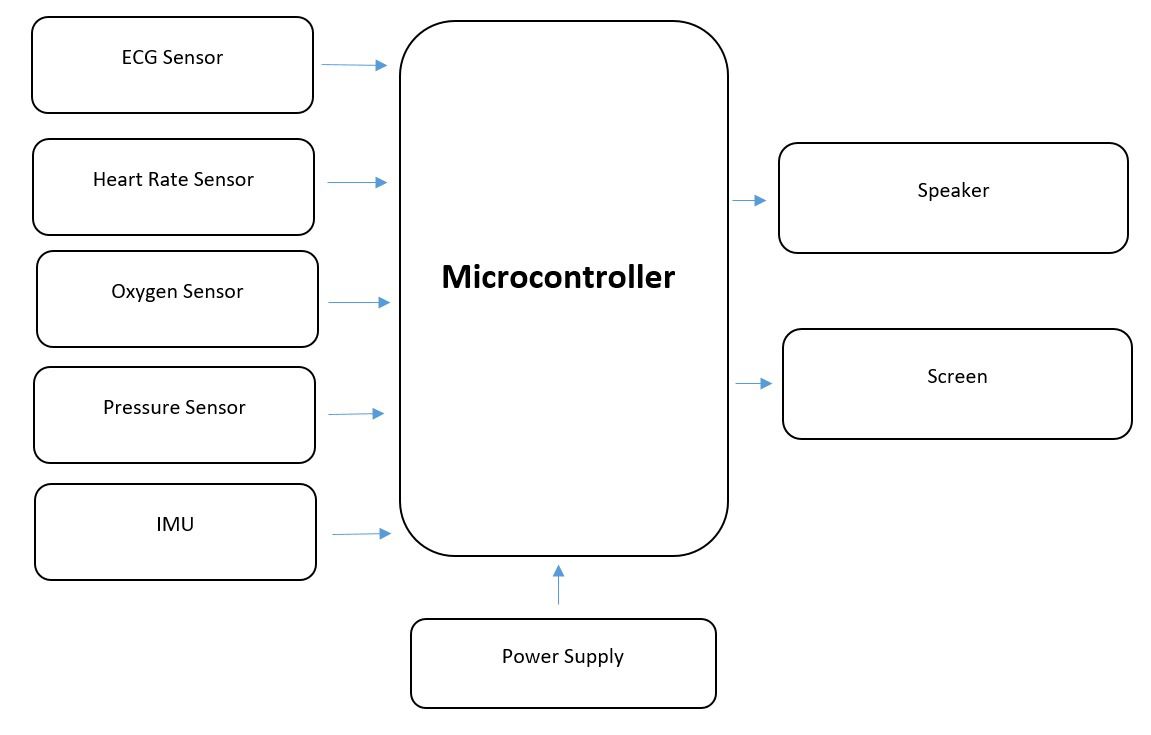 ECG Sensor
Heart Rate Sensor
Oxygen Sensor
Pressure Sensor
IMU
Microcontroller
Speaker
Screen
Power Supply